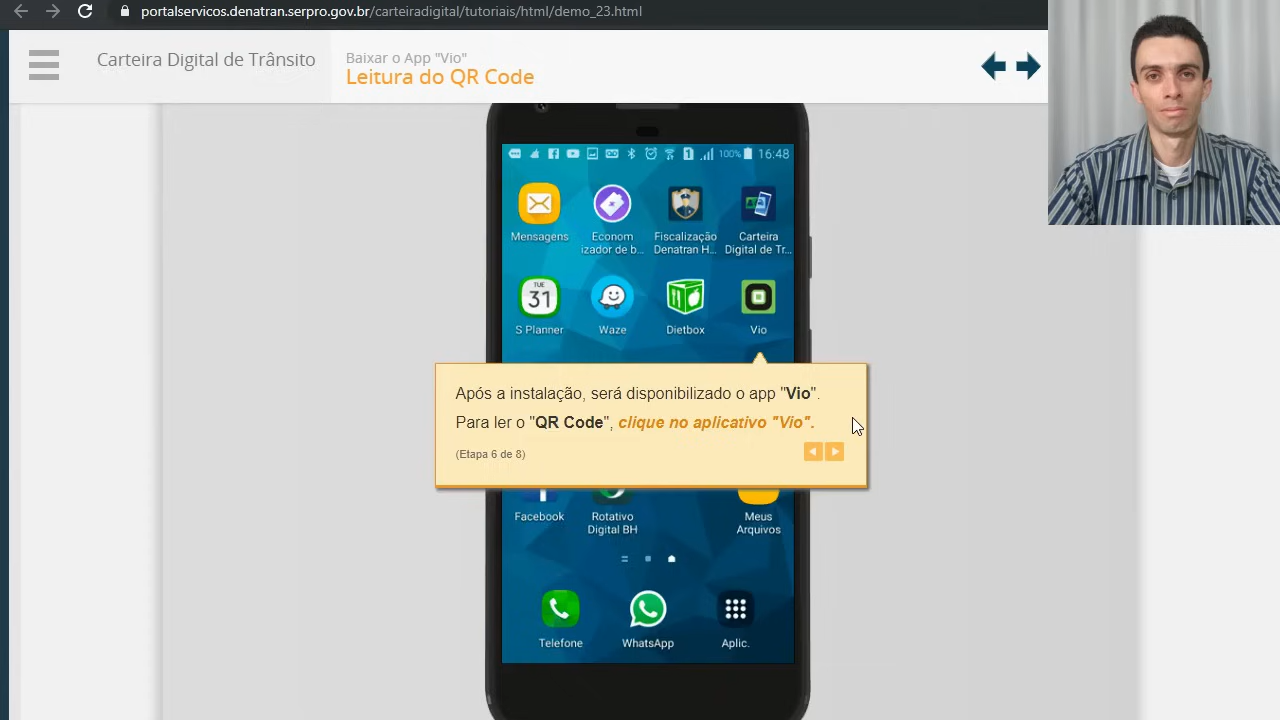 portalservicos.denatran.serpro.gov.br/carteiradigital/tutoriais/html/demo_23.html
Carteira Digital de Trânsito
Baixar o App "Vio"
Leitura do QR Code
100% 16:48
Mensagens
Econom
izador de b...
Fiscalização
Denatran H...
Carteira
Digital de Tr...
TUE
31
S Planner
Waze
Dietbox
Vio
Após a instalação, será disponibilizado o app "Vio".
Para ler o "QR Code", clique no aplicativo "Vio".
(Etapa 6 de 8)
Facebook
Rotativo
Digital BH
Meus
Arquivos
Telefone
WhatsApp
Aplic.